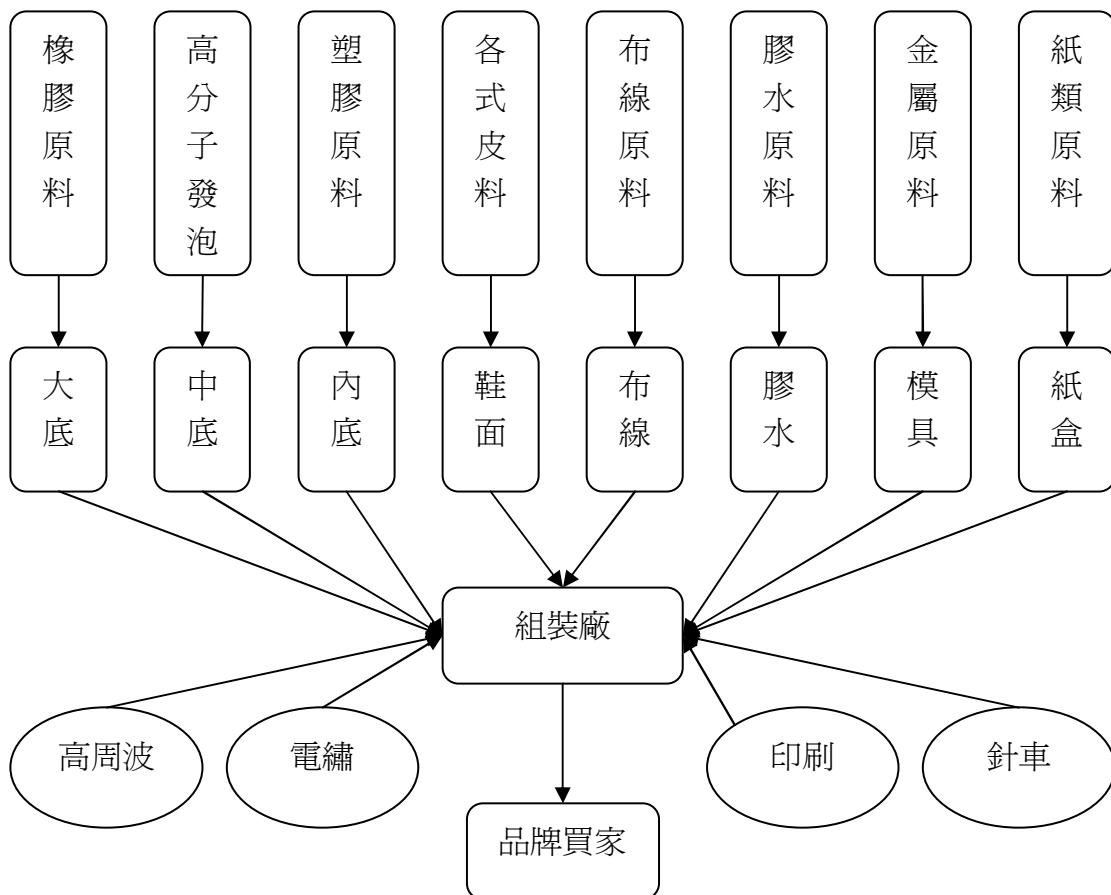 橡膠原料
高分子發泡
塑膠原料
各式皮料
布線原料
膠水原料
金屬原料
紙類原料
大底
中底
內底
鞋面
布線
膠水
模具
紙盒
組裝廠
高周波
電繡
印刷
針車
品牌買家